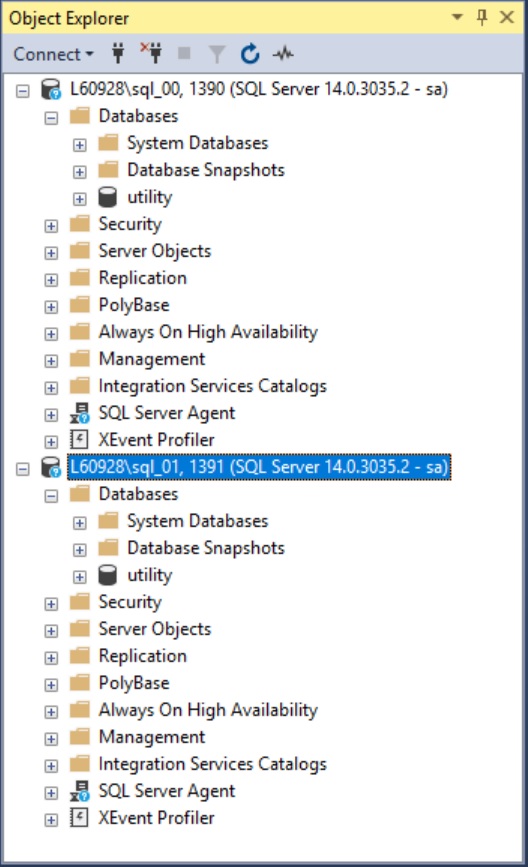 Object Explorer
Connect
L60928\sql_00, 1390 (SQL Server 14.0.3035.2 - sa)
Databases
System Databases
Database Snapshots
utility
Security
Server Objects
Replication
PolyBase
Always On High Availability
Management
Integration Services Catalogs
SQL Server Agent
XEvent Profiler
L60928\sql_01, 1391 (SQL Server 14.0.3035.2 - sa)
Databases
System Databases
Database Snapshots
utility
Security
Server Objects
Replication
PolyBase
Always On High Availability
Management
Integration Services Catalogs
SQL Server Agent
XEvent Profiler